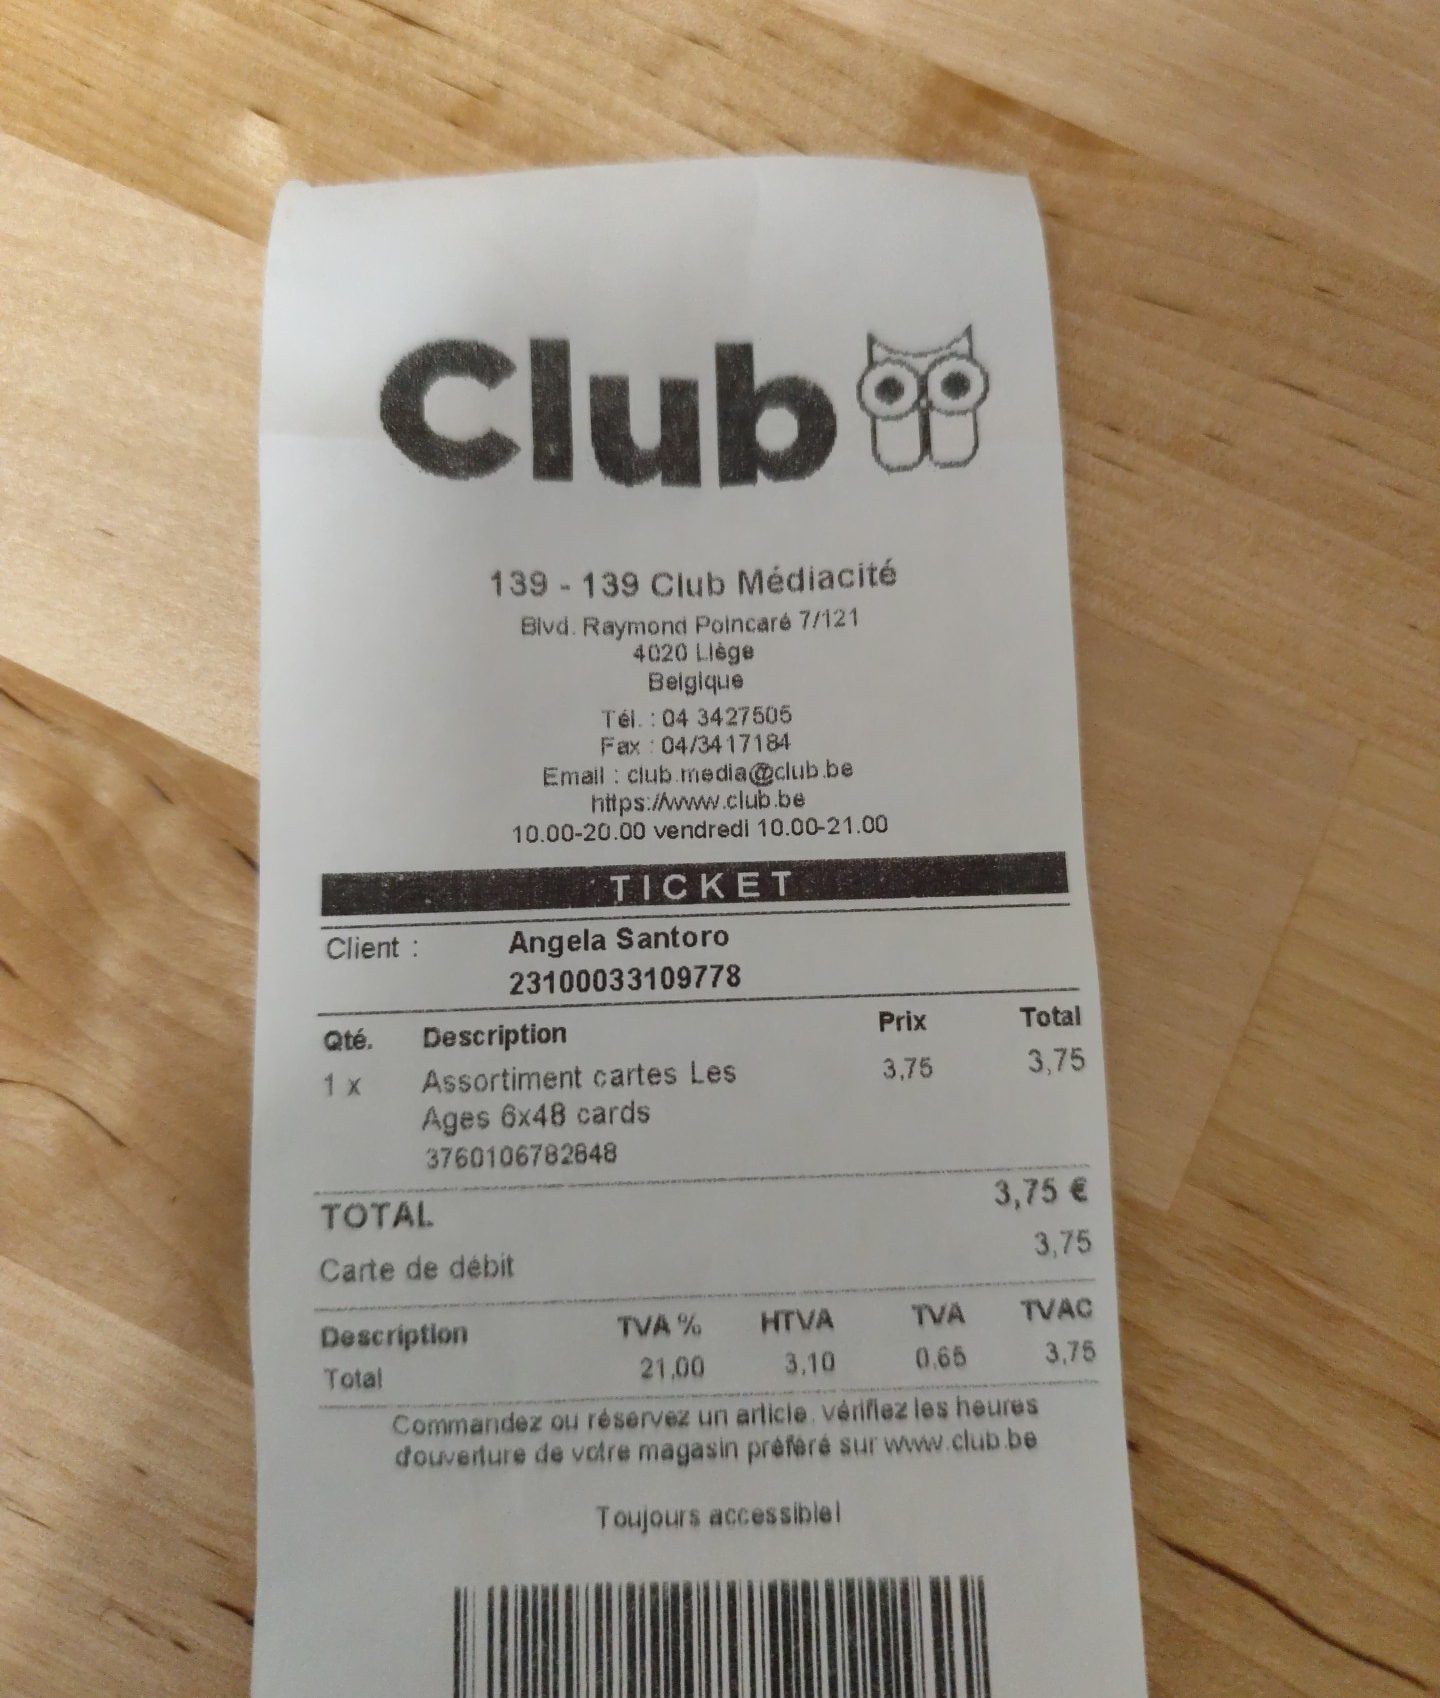 Club
139 - 139 Club Médiacité
Blvd. Raymond Poincaré 7/121
4020 Liège
Belgique
Tél. : 04 3427505
Fax : 04/3417184
Email : club.media@club.be
https://www.club.be
10.00-20.00 vendredi 10.00-21.00
TICKET
Client : Angela Santoro
23100033109778
Qté. Description Prix Total
1 x Assortiment cartes Les 3,75 3,75
Ages 6x48 cards
3760106782848
TOTAL 3,75 €
Carte de débit 3,75
Description TVA % HTVA TVA TVAC
Total 21,00 3,10 0,65 3,75
Commandez ou réservez un article, vérifiez les heures
d'ouverture de votre magasin préféré sur www.club.be
Toujours accessible!